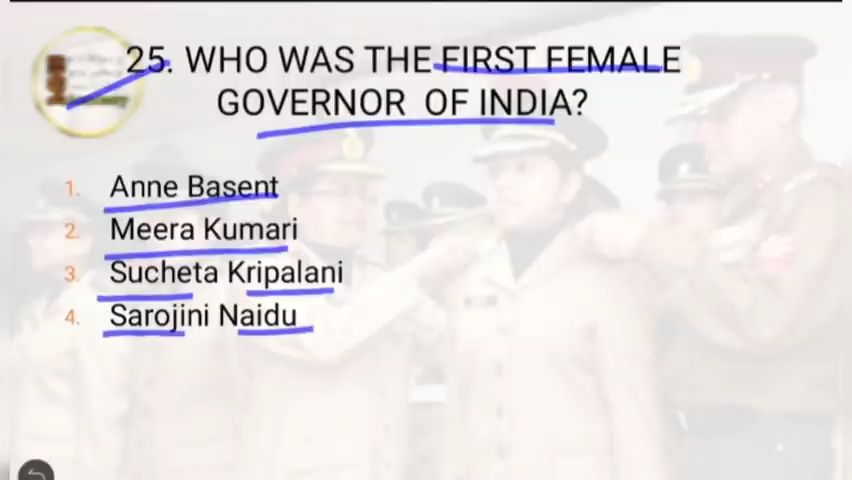 25. WHO WAS THE FIRST FEMALE
GOVERNOR OF INDIA?
1. Anne Basent
2. Meera Kumari
3. Sucheta Kripalani
4. Sarojini Naidu